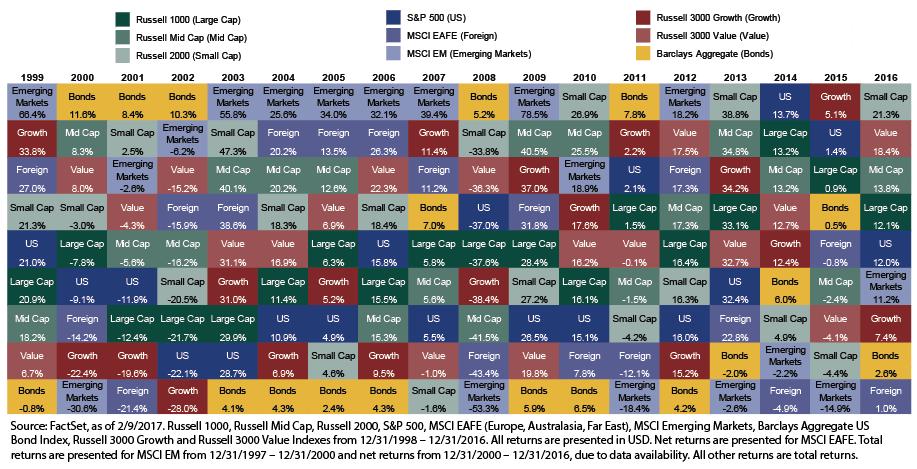 Russell 1000 (Large Cap) S&P 500 (US) Russell 3000 Growth (Growth)
Russell Mid Cap (Mid Cap) MSCI EAFE (Foreign) Russell 3000 Value (Value)
Russell 2000 (Small Cap) MSCI EM (Emerging Markets) Barclays Aggregate (Bonds)
1999 2000 2001 2002 2003 2004 2005 2006 2007 2008 2009 2010 2011 2012 2013 2014 2015 2016
Emerging Markets Bonds Bonds Bonds Emerging Markets Emerging Markets Emerging Markets Emerging Markets Emerging Markets Bonds Emerging Markets Small Cap Bonds Emerging Markets Small Cap US Growth Small Cap
66.4% 11.6% 8.4% 10.3% 55.8% 25.6% 34.0% 32.1% 39.4% 5.2% 78.5% 26.9% 7.8% 18.2% 38.8% 13.7% 5.1% 21.3%
Growth Mid Cap Small Cap Emerging Markets Small Cap Foreign Foreign Foreign Growth Small Cap Mid Cap Mid Cap Growth Value Mid Cap Large Cap US Value
33.8% 8.3% 2.5% -6.2% 47.3% 20.2% 13.5% 26.3% 11.4% -33.8% 40.5% 25.5% 2.2% 17.5% 34.8% 13.2% 1.4% 18.4%
Foreign Value Emerging Markets Value Mid Cap Mid Cap Mid Cap Value Foreign Value Growth Emerging Markets US Foreign Growth Mid Cap Large Cap Mid Cap
27.0% 8.0% -2.6% -15.2% 40.1% 20.2% 12.6% 22.3% 11.2% -36.3% 37.0% 18.9% 2.1% 17.3% 34.2% 13.2% 0.9% 13.8%
Small Cap Small Cap Value Foreign Foreign Small Cap Value Small Cap Bonds US Foreign Growth Large Cap Mid Cap Large Cap Value Bonds Large Cap
21.3% -3.0% -4.3% -15.9% 38.6% 18.3% 6.9% 18.4% 7.0% -37.0% 31.8% 17.6% 1.5% 17.3% 33.1% 12.7% 0.5% 12.1%
US Large Cap Mid Cap Mid Cap Value Value Large Cap US Large Cap Large Cap Large Cap Value Value Large Cap Value Growth Foreign US
21.0% -7.8% -5.6% -16.2% 31.1% 16.9% 6.3% 15.8% 5.8% -37.6% 28.4% 16.2% -0.1% 16.4% 32.7% 12.4% -0.8% 12.0%
Large Cap US US Small Cap Growth Large Cap Growth Large Cap Mid Cap Growth Small Cap Large Cap Mid Cap Small Cap US Bonds Mid Cap Emerging Markets
20.9% -9.1% -11.9% -20.5% 31.0% 11.4% 5.2% 15.5% 5.6% -38.4% 27.2% 16.1% -1.5% 16.3% 32.4% 6.0% -2.4% 11.2%
Mid Cap Foreign Large Cap Large Cap Large Cap US US Mid Cap US Mid Cap US US Small Cap US Foreign Small Cap Value Growth
18.2% -14.2% -12.4% -21.7% 29.9% 10.9% 4.9% 15.3% 5.5% -41.5% 26.5% 15.1% -4.2% 16.0% 22.8% 4.9% -4.1% 7.4%
Value Growth Growth US US Growth Small Cap Growth Value Foreign Value Foreign Foreign Growth Bonds Emerging Markets Small Cap Bonds
6.7% -22.4% -19.6% -22.1% 28.7% 6.9% 4.6% 9.5% -1.0% -43.4% 19.8% 7.8% -12.1% 15.2% -2.0% -2.2% -4.4% 2.6%
Bonds Emerging Markets Foreign Growth Bonds Bonds Bonds Bonds Small Cap Emerging Markets Bonds Bonds Emerging Markets Bonds Emerging Markets Foreign Emerging Markets Foreign
-0.8% -30.6% -21.4% -28.0% 4.1% 4.3% 2.4% 4.3% -1.6% -53.3% 5.9% 6.5% -18.4% 4.2% -2.6% -4.9% -14.9% 1.0%
Source: FactSet, as of 2/9/2017. Russell 1000, Russell Mid Cap, Russell 2000, S&P 500, MSCI EAFE (Europe, Australasia, Far East), MSCI Emerging Markets, Barclays Aggregate US
Bond Index, Russell 3000 Growth and Russell 3000 Value Indexes from 12/31/1998 – 12/31/2016. All returns are presented in USD. Net returns are presented for MSCI EAFE. Total
returns are presented for MSCI EM from 12/31/1997 – 12/31/2000 and net returns from 12/31/2000 – 12/31/2016, due to data availability. All other returns are total returns.